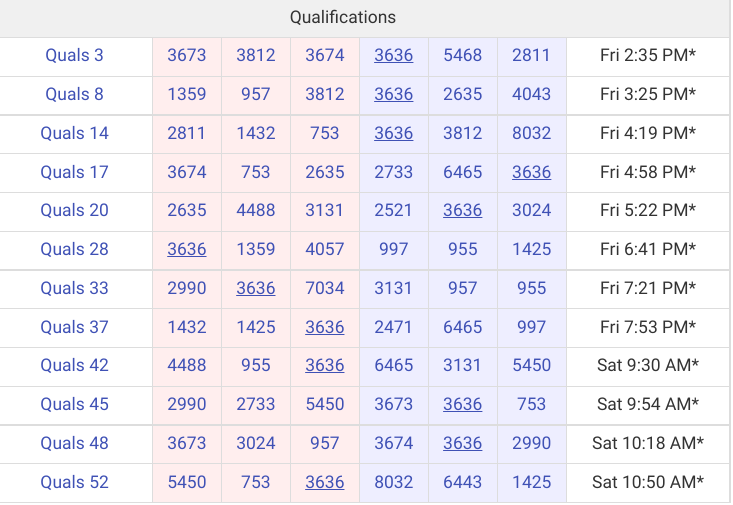 Qualifications
Quals 3 3673 3812 3674 3636 5468 2811 Fri 2:35 PM*
Quals 8 1359 957 3812 3636 2635 4043 Fri 3:25 PM*
Quals 14 2811 1432 753 3636 3812 8032 Fri 4:19 PM*
Quals 17 3674 753 2635 2733 6465 3636 Fri 4:58 PM*
Quals 20 2635 4488 3131 2521 3636 3024 Fri 5:22 PM*
Quals 28 3636 1359 4057 997 955 1425 Fri 6:41 PM*
Quals 33 2990 3636 7034 3131 957 955 Fri 7:21 PM*
Quals 37 1432 1425 3636 2471 6465 997 Fri 7:53 PM*
Quals 42 4488 955 3636 6465 3131 5450 Sat 9:30 AM*
Quals 45 2990 2733 5450 3673 3636 753 Sat 9:54 AM*
Quals 48 3673 3024 957 3674 3636 2990 Sat 10:18 AM*
Quals 52 5450 753 3636 8032 6443 1425 Sat 10:50 AM*